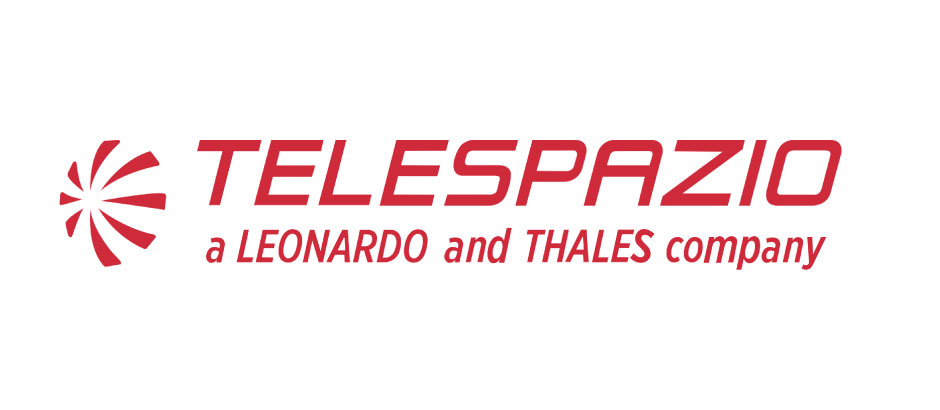 TELESPAZIO
a LEONARDO and THALES company